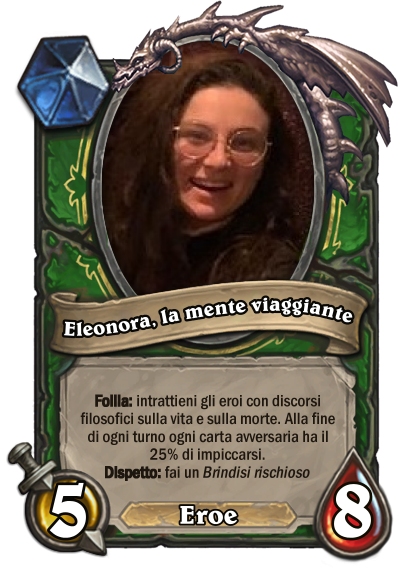 Eleonora, la mente viaggiante
Follia: intrattieni gli eroi con discorsi
filosofici sulla vita e sulla morte. Alla fine
di ogni turno ogni carta avversaria ha il
25% di impiccarsi.
Dispetto: fai un Brindisi rischioso
5
Eroe
8